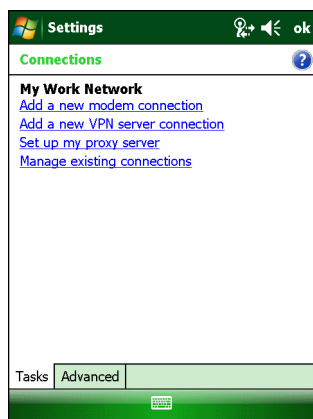 Settings
ok
Connections
?
My Work Network
Add a new modem connection
Add a new VPN server connection
Set up my proxy server
Manage existing connections
Tasks
Advanced